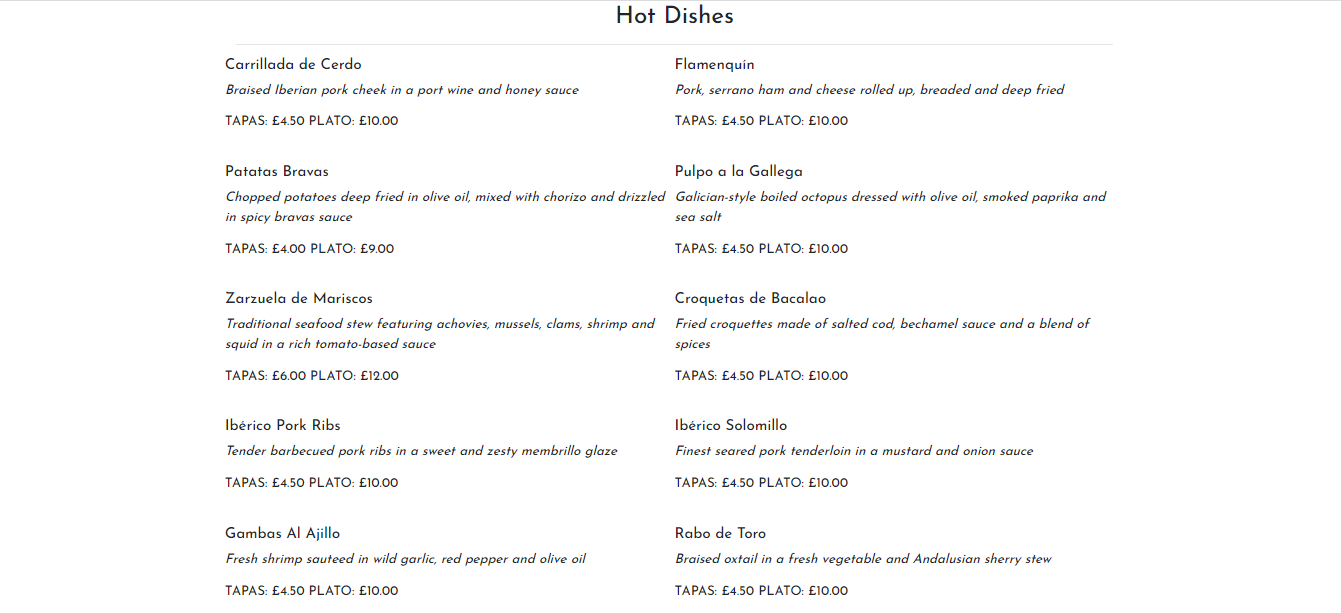 Hot Dishes
Carrillada de Cerdo
Braised Iberian pork cheek in a port wine and honey sauce
TAPAS: £4.50 PLATO: £10.00
Flamenquín
Pork, serrano ham and cheese rolled up, breaded and deep fried
TAPAS: £4.50 PLATO: £10.00
Patatas Bravas
Chopped potatoes deep fried in olive oil, mixed with chorizo and drizzled
in spicy bravas sauce
TAPAS: £4.00 PLATO: £9.00
Pulpo a la Gallega
Galician-style boiled octopus dressed with olive oil, smoked paprika and
sea salt
TAPAS: £4.50 PLATO: £10.00
Zarzuela de Mariscos
Traditional seafood stew featuring achovies, mussels, clams, shrimp and
squid in a rich tomato-based sauce
TAPAS: £6.00 PLATO: £12.00
Croquetas de Bacalao
Fried croquettes made of salted cod, bechamel sauce and a blend of
spices
TAPAS: £4.50 PLATO: £10.00
Ibérico Pork Ribs
Tender barbecued pork ribs in a sweet and zesty membrillo glaze
TAPAS: £4.50 PLATO: £10.00
Ibérico Solomillo
Finest seared pork tenderloin in a mustard and onion sauce
TAPAS: £4.50 PLATO: £10.00
Gambas Al Ajillo
Fresh shrimp sauteed in wild garlic, red pepper and olive oil
TAPAS: £4.50 PLATO: £10.00
Rabo de Toro
Braised oxtail in a fresh vegetable and Andalusian sherry stew
TAPAS: £4.50 PLATO: £10.00